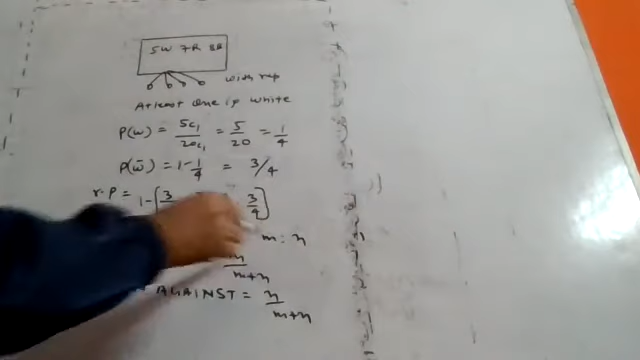 5W 7R 8B
with rep
Atleast one is white
P(W) = 5C1/20C1 = 5/20 = 1/4
P(W̄) = 1-1/4 = 3/4
r.P = 1-[3 3/4]
m:n
m+n
AGAINST = n/m+n